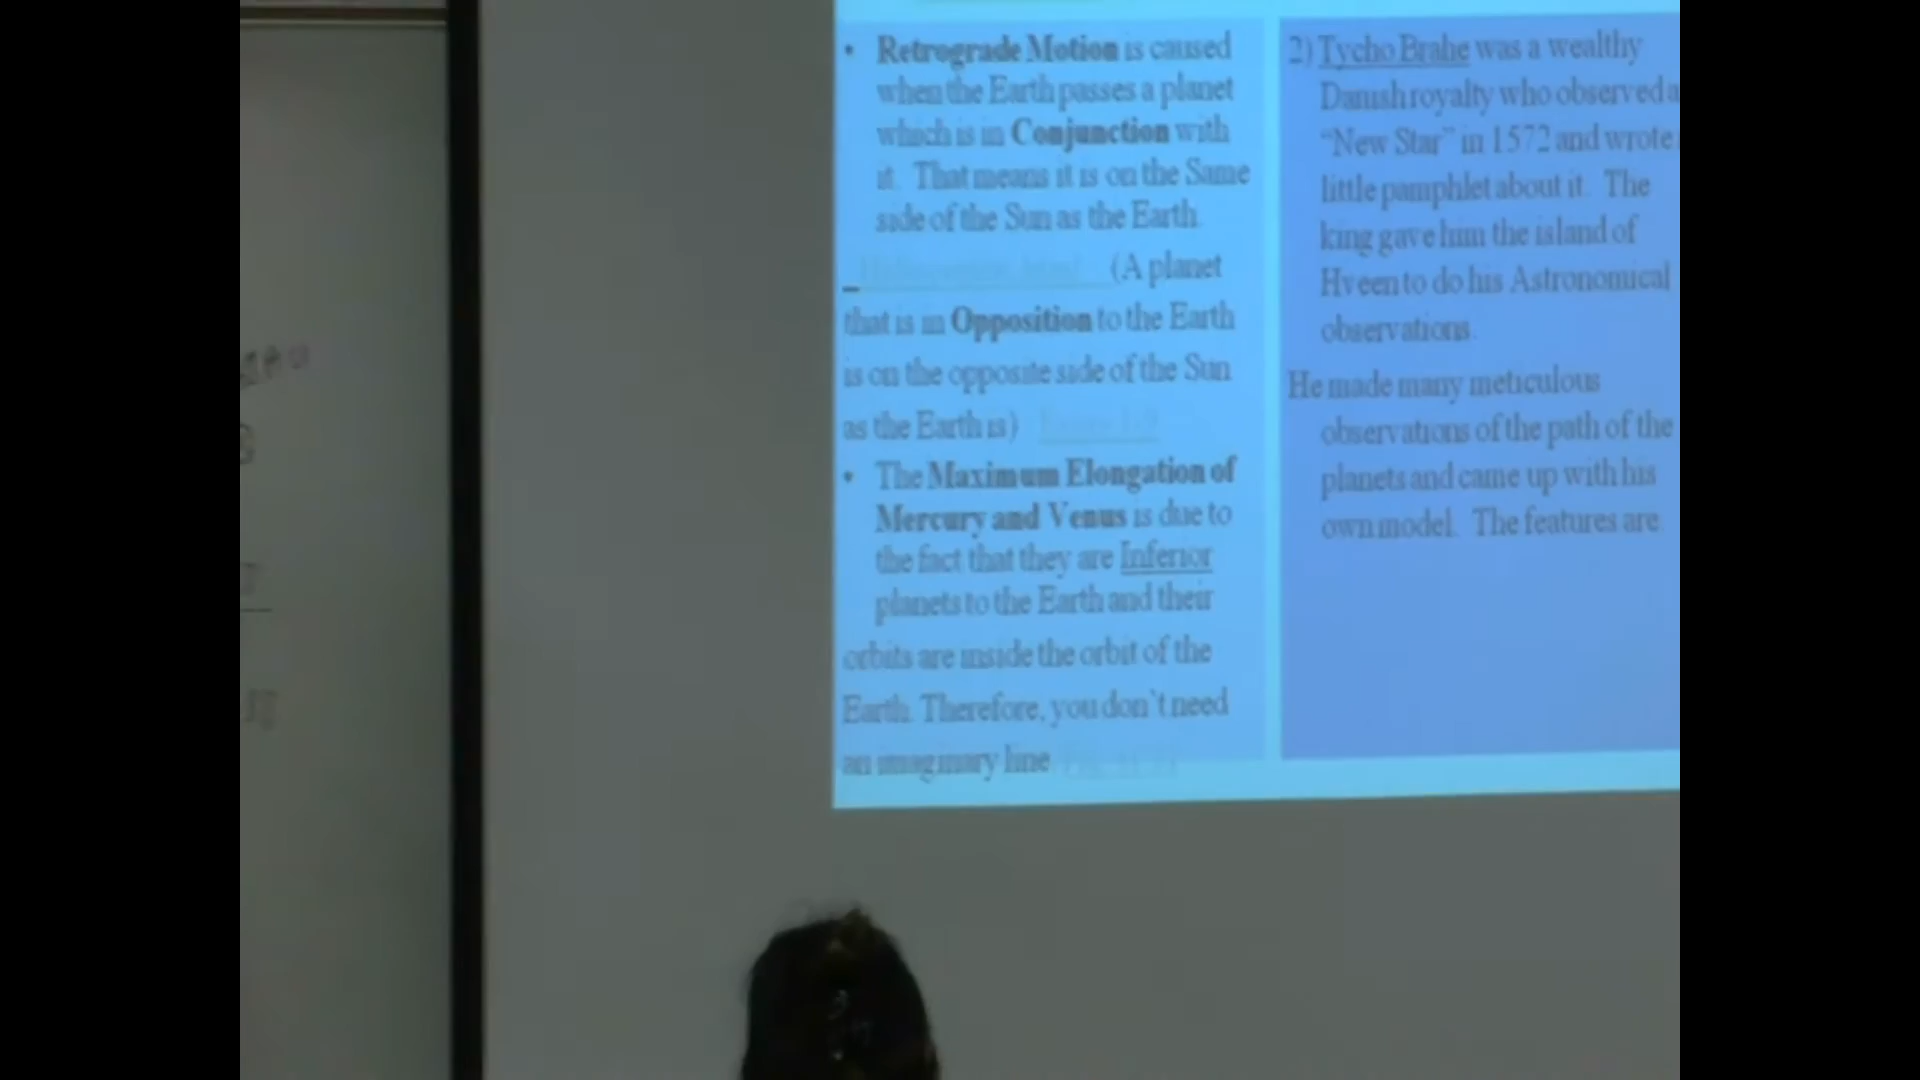 • Retrograde Motion is caused
when the Earth passes a planet
which is in Conjunction with
it. That means it is on the Same
side of the Sun as the Earth
(A planet
that is in Opposition to the Earth
is on the opposite side of the Sun
as the Earth is)
• The Maximum Elongation of
Mercury and Venus is due to
the fact that they are Inferior
planets to the Earth and their
orbits are inside the orbit of the
Earth. Therefore, you don't need
an imaginary line
2) Tycho Brahe was a wealthy
Danish royalty who observed a
“New Star” in 1572 and wrote
little pamphlet about it. The
king gave him the island of
Hveen to do his Astronomical
observations.
He made many meticulous
observations of the path of the
planets and came up with his
own model. The features are